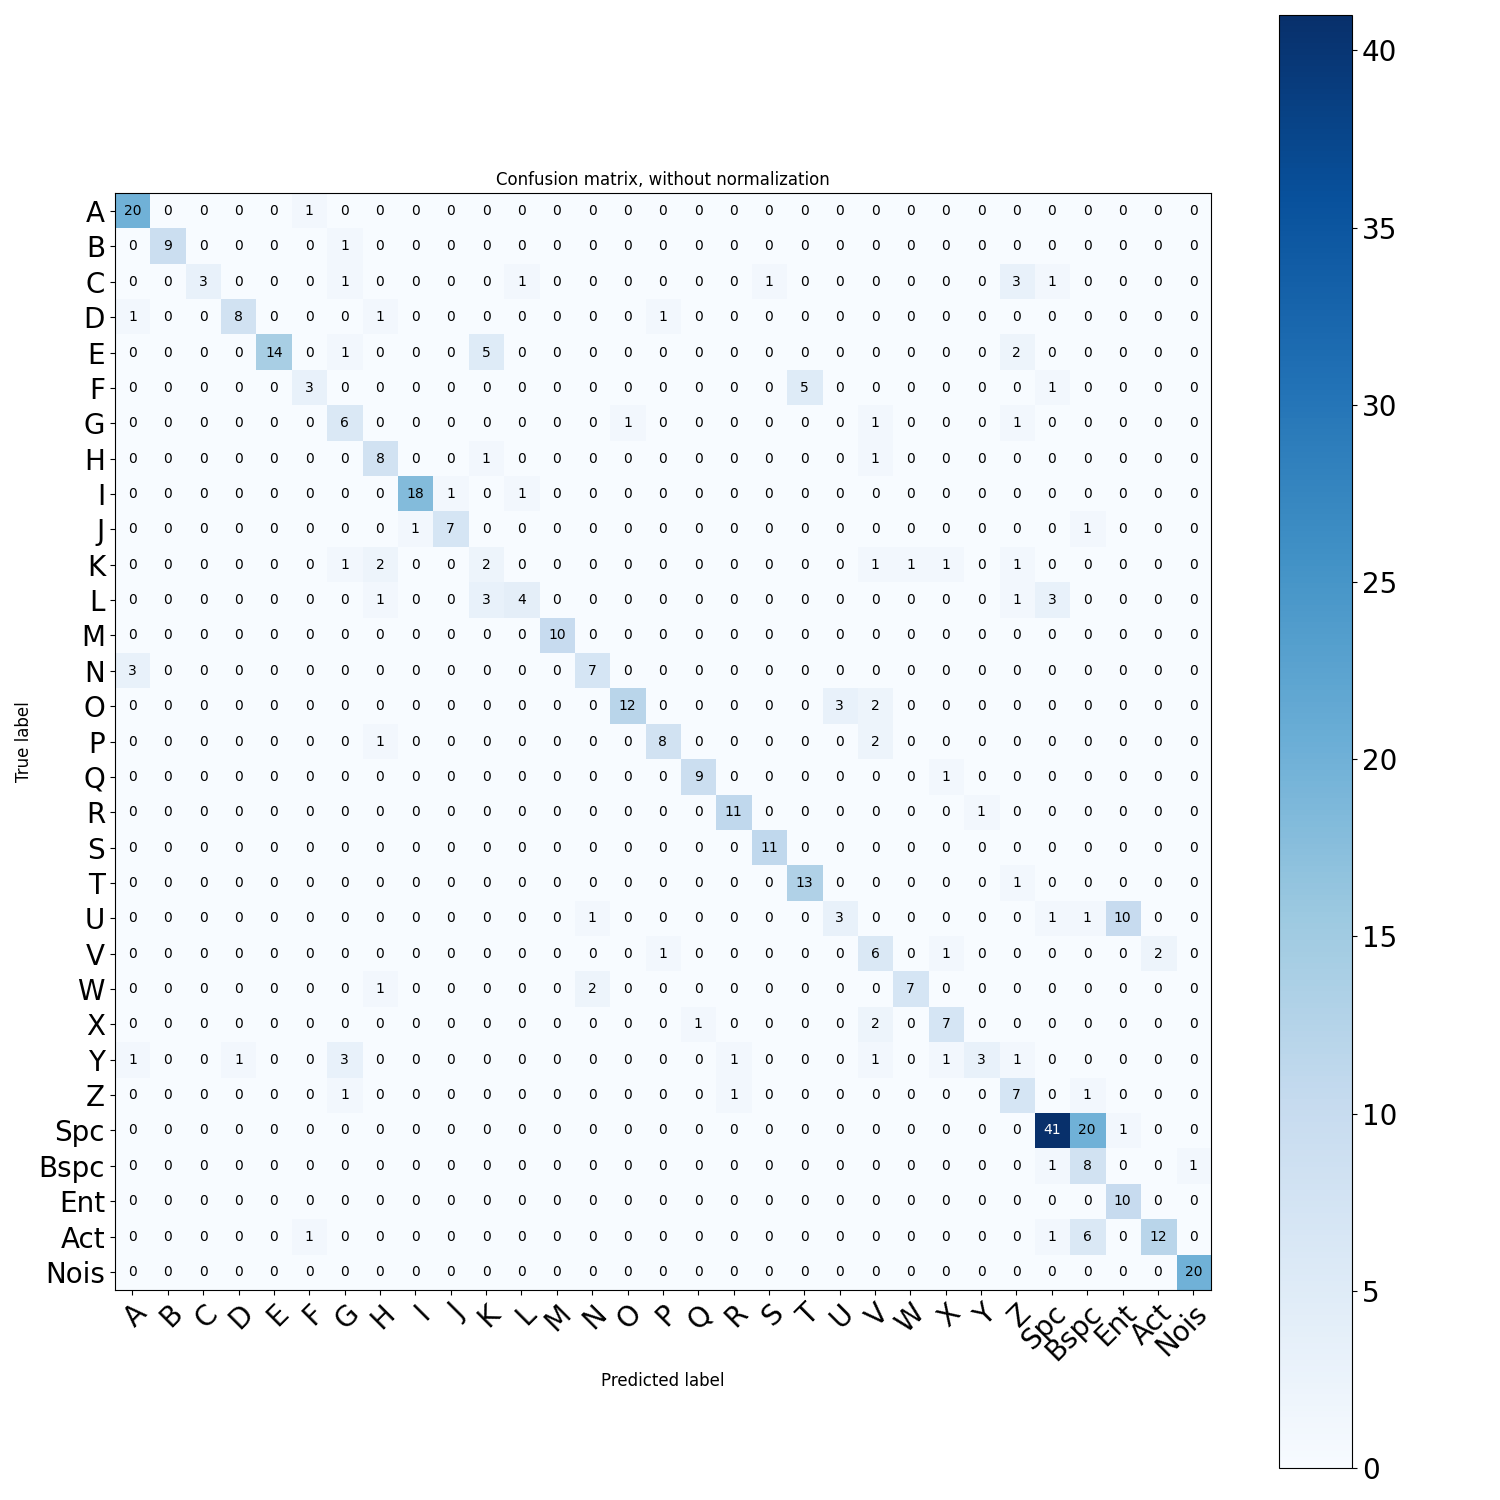 Confusion matrix, without normalization
A 20 0 0 0 0 1 0 0 0 0 0 0 0 0 0 0 0 0 0 0 0 0 0 0 0 0 0 0 0 0 0
B 0 9 0 0 0 0 1 0 0 0 0 0 0 0 0 0 0 0 0 0 0 0 0 0 0 0 0 0 0 0 0
C 0 0 3 0 0 0 1 0 0 0 0 1 0 0 0 0 0 0 1 0 0 0 0 0 0 3 1 0 0 0 0
D 1 0 0 8 0 0 0 1 0 0 0 0 0 0 0 1 0 0 0 0 0 0 0 0 0 0 0 0 0 0 0
E 0 0 0 0 14 0 1 0 0 0 5 0 0 0 0 0 0 0 0 0 0 0 0 0 0 2 0 0 0 0 0
F 0 0 0 0 0 3 0 0 0 0 0 0 0 0 0 0 0 0 0 5 0 0 0 0 0 0 1 0 0 0 0
G 0 0 0 0 0 0 6 0 0 0 0 0 0 0 1 0 0 0 0 0 0 1 0 0 0 1 0 0 0 0 0
H 0 0 0 0 0 0 0 8 0 0 1 0 0 0 0 0 0 0 0 0 0 1 0 0 0 0 0 0 0 0 0
I 0 0 0 0 0 0 0 0 18 1 0 1 0 0 0 0 0 0 0 0 0 0 0 0 0 0 0 0 0 0 0
J 0 0 0 0 0 0 0 0 1 7 0 0 0 0 0 0 0 0 0 0 0 0 0 0 0 0 0 1 0 0 0
K 0 0 0 0 0 0 1 2 0 0 2 0 0 0 0 0 0 0 0 0 0 1 1 1 0 1 0 0 0 0 0
L 0 0 0 0 0 0 0 1 0 0 3 4 0 0 0 0 0 0 0 0 0 0 0 0 0 1 3 0 0 0 0
M 0 0 0 0 0 0 0 0 0 0 0 0 10 0 0 0 0 0 0 0 0 0 0 0 0 0 0 0 0 0 0
N 3 0 0 0 0 0 0 0 0 0 0 0 0 7 0 0 0 0 0 0 0 0 0 0 0 0 0 0 0 0 0
O 0 0 0 0 0 0 0 0 0 0 0 0 0 0 12 0 0 0 0 0 3 2 0 0 0 0 0 0 0 0 0
P 0 0 0 0 0 0 0 1 0 0 0 0 0 0 0 8 0 0 0 0 0 2 0 0 0 0 0 0 0 0 0
Q 0 0 0 0 0 0 0 0 0 0 0 0 0 0 0 0 9 0 0 0 0 0 0 1 0 0 0 0 0 0 0
R 0 0 0 0 0 0 0 0 0 0 0 0 0 0 0 0 0 11 0 0 0 0 0 0 1 0 0 0 0 0 0
S 0 0 0 0 0 0 0 0 0 0 0 0 0 0 0 0 0 0 11 0 0 0 0 0 0 0 0 0 0 0 0
T 0 0 0 0 0 0 0 0 0 0 0 0 0 0 0 0 0 0 0 13 0 0 0 0 0 1 0 0 0 0 0
U 0 0 0 0 0 0 0 0 0 0 0 0 0 1 0 0 0 0 0 0 3 0 0 0 0 0 1 1 10 0 0
V 0 0 0 0 0 0 0 0 0 0 0 0 0 0 0 1 0 0 0 0 0 6 0 1 0 0 0 0 0 2 0
W 0 0 0 0 0 0 0 1 0 0 0 0 0 2 0 0 0 0 0 0 0 0 7 0 0 0 0 0 0 0 0
X 0 0 0 0 0 0 0 0 0 0 0 0 0 0 0 0 1 0 0 0 0 2 0 7 0 0 0 0 0 0 0
Y 1 0 0 1 0 0 3 0 0 0 0 0 0 0 0 0 0 1 0 0 0 1 0 1 3 1 0 0 0 0 0
Z 0 0 0 0 0 0 1 0 0 0 0 0 0 0 0 0 0 1 0 0 0 0 0 0 0 7 0 1 0 0 0
Spc 0 0 0 0 0 0 0 0 0 0 0 0 0 0 0 0 0 0 0 0 0 0 0 0 0 0 41 20 1 0 0
Bspc 0 0 0 0 0 0 0 0 0 0 0 0 0 0 0 0 0 0 0 0 0 0 0 0 0 0 1 8 0 0 1
Ent 0 0 0 0 0 0 0 0 0 0 0 0 0 0 0 0 0 0 0 0 0 0 0 0 0 0 0 0 10 0 0
Act 0 0 0 0 0 1 0 0 0 0 0 0 0 0 0 0 0 0 0 0 0 0 0 0 0 0 1 6 0 12 0
Nois 0 0 0 0 0 0 0 0 0 0 0 0 0 0 0 0 0 0 0 0 0 0 0 0 0 0 0 0 0 0 20
A B C D E F G H I J K L M N O P Q R S T U V W X Y Z Spc Bspc Ent Act Nois
Predicted label
True label
40
35
30
25
20
15
10
5
0